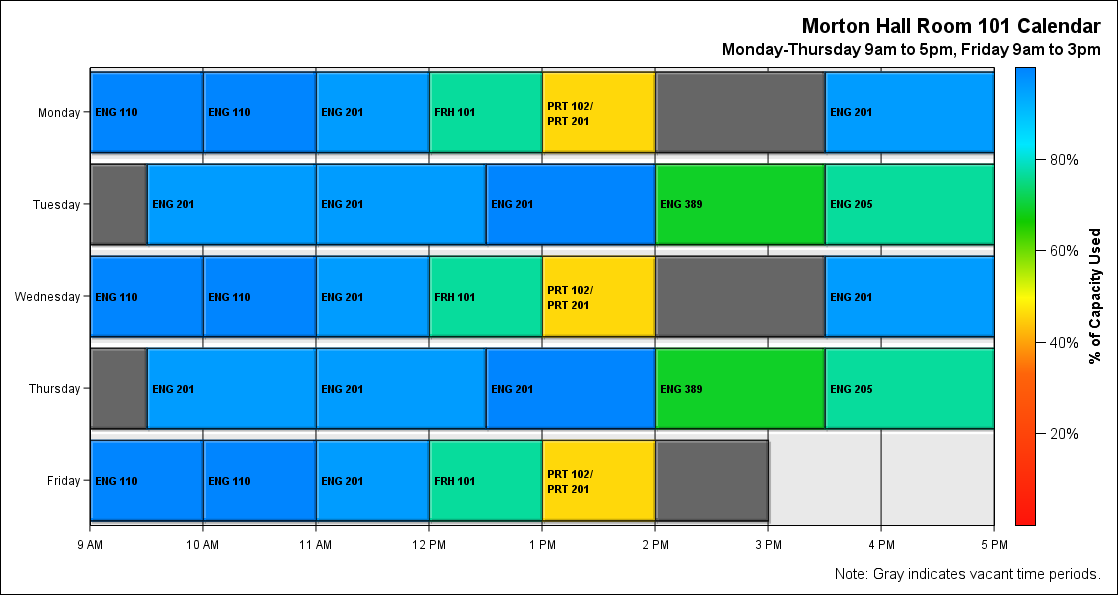 Morton Hall Room 101 Calendar
Monday-Thursday 9am to 5pm, Friday 9am to 3pm
Monday
ENG 110
ENG 110
ENG 201
FRH 101
PRT 102/
PRT 201
ENG 201
Tuesday
ENG 201
ENG 201
ENG 201
ENG 389
ENG 205
Wednesday
ENG 110
ENG 110
ENG 201
FRH 101
PRT 102/
PRT 201
ENG 201
Thursday
ENG 201
ENG 201
ENG 201
ENG 389
ENG 205
Friday
ENG 110
ENG 110
ENG 201
FRH 101
PRT 102/
PRT 201
9 AM
10 AM
11 AM
12 PM
1 PM
2 PM
3 PM
4 PM
5 PM
80%
60%
40%
20%
% of Capacity Used
Note: Gray indicates vacant time periods.